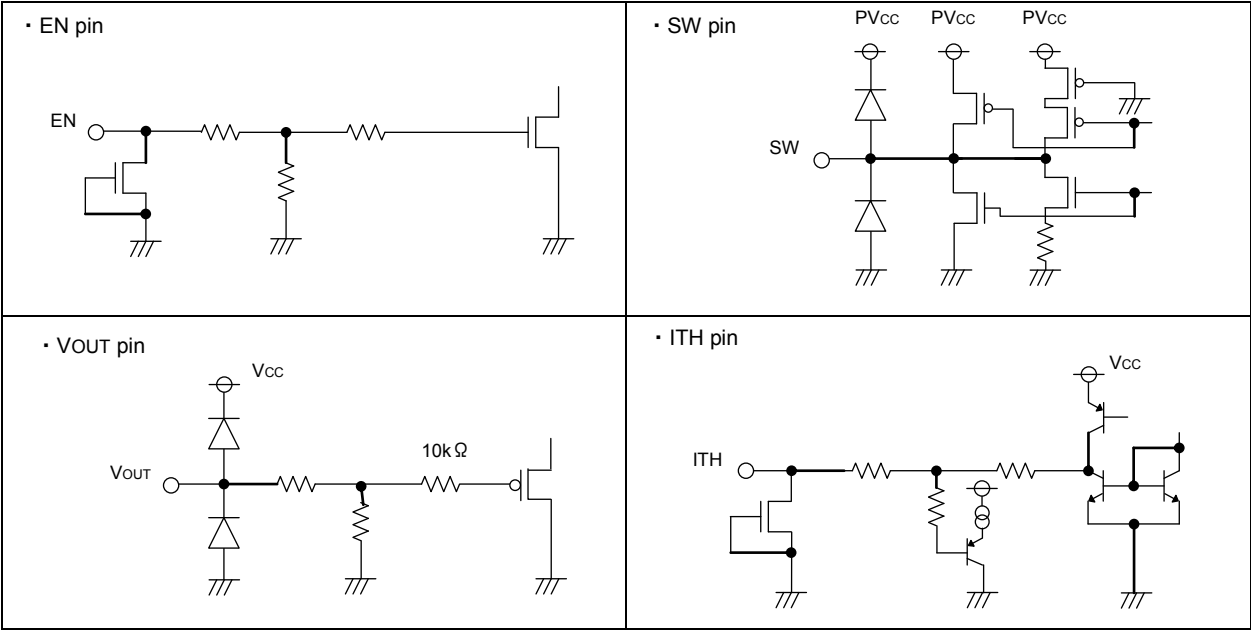 ・EN pin
EN
・SW pin
PVCC PVCC PVCC
SW
・VOUT pin
VCC
VOUT
10kΩ
・ITH pin
VCC
ITH